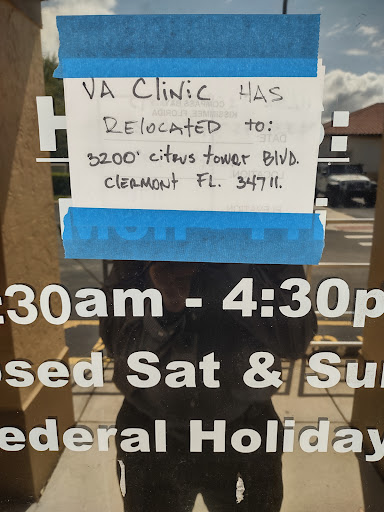 VA CLINIC HAS
RELOCATED to:
3200 citrus tower BLVD.
CLERMONT FL. 34711.
:30am - 4:30p
osed Sat & Su
ederal Holiday